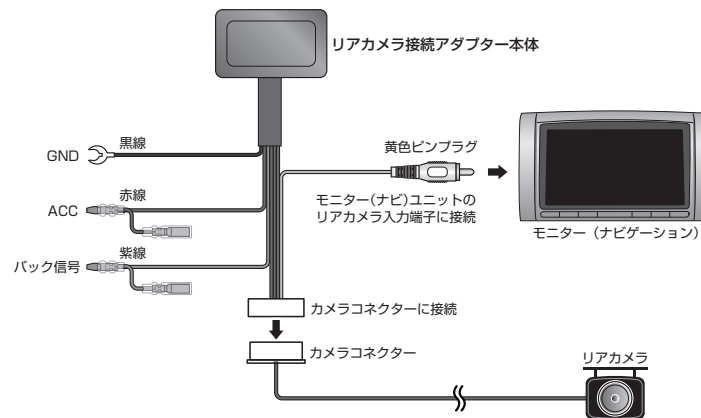 リアカメラ接続アダプター本体
黒線
GND
黄色ピンプラグ
赤線
ACC
モニター(ナビ)ユニットの
リアカメラ入力端子に接続
モニター（ナビゲーション）
紫線
バック信号
カメラコネクターに接続
カメラコネクター
リアカメラ